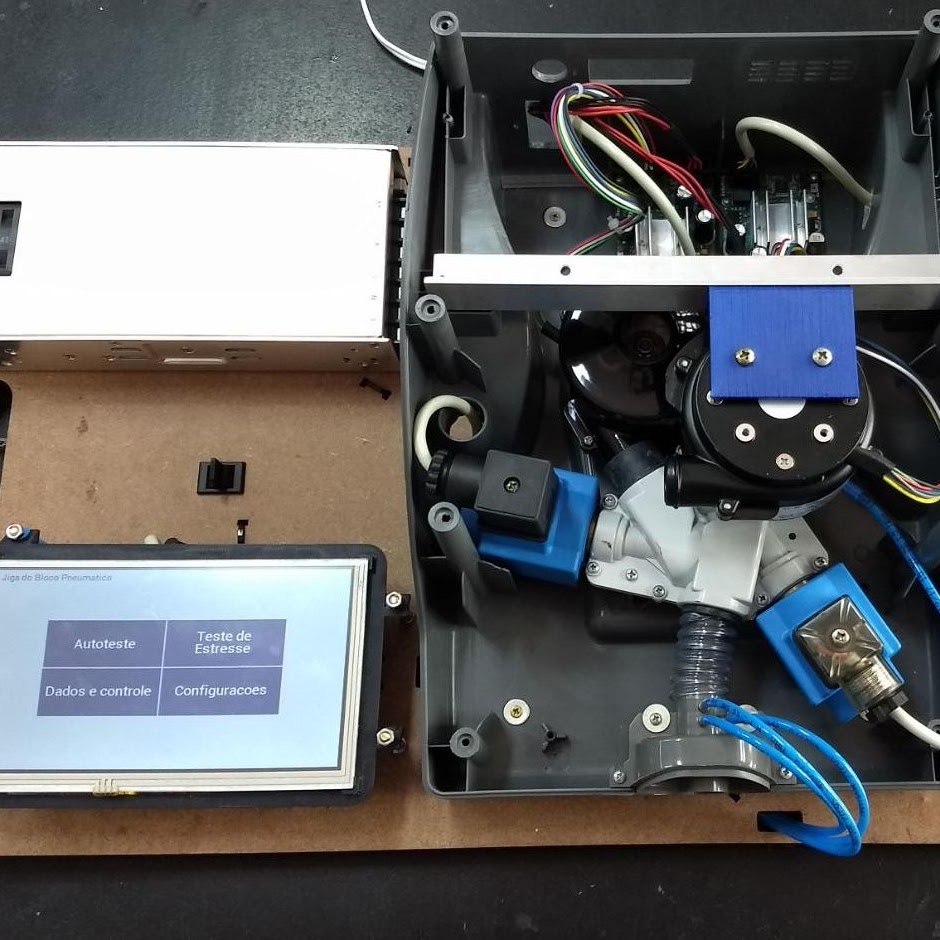 Jiga do Bloco Pneumatico
Autoteste
Teste de
Estresse
Dados e controle
Configuracoes